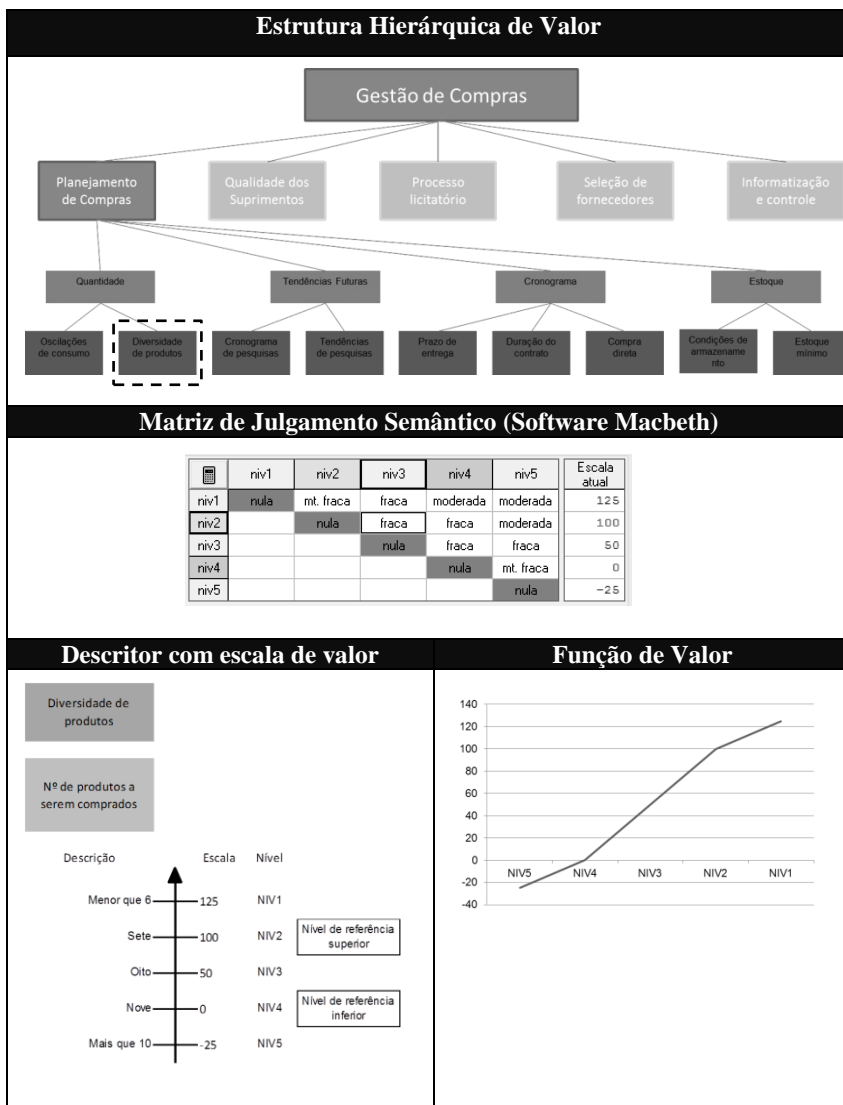 Estrutura Hierárquica de Valor
Gestão de Compras
Planejamento
de Compras
Qualidade dos
Suprimentos
Processo
licitatório
Seleção de
fornecedores
Informatização
e controle
Quantidade
Tendências Futuras
Cronograma
Estoque
Oscilações
de consumo
Diversidade
de produtos
Cronograma
de pesquisas
Tendências
de pesquisas
Prazo de
entrega
Duração do
contrato
Compra
direta
Condições de
armazename
nto
Estoque
mínimo
Matriz de Julgamento Semântico (Software Macbeth)
niv1 niv2 niv3 niv4 niv5 Escala
atual
niv1 nula mt. fraca fraca moderada moderada 125
niv2 nula fraca fraca moderada 100
niv3 nula fraca fraca 50
niv4 nula mt. fraca 0
niv5 nula -25
Descritor com escala de valor
Diversidade de
produtos
Nº de produtos a
serem comprados
Descrição Escala Nível
Menor que 6 125 NIV1
Sete 100 NIV2 Nível de referência
superior
Oito 50 NIV3
Nove 0 NIV4 Nível de referência
inferior
Mais que 10 -25 NIV5
Função de Valor
140
120
100
80
60
40
20
0
-20
-40
NIV5 NIV4 NIV3 NIV2 NIV1